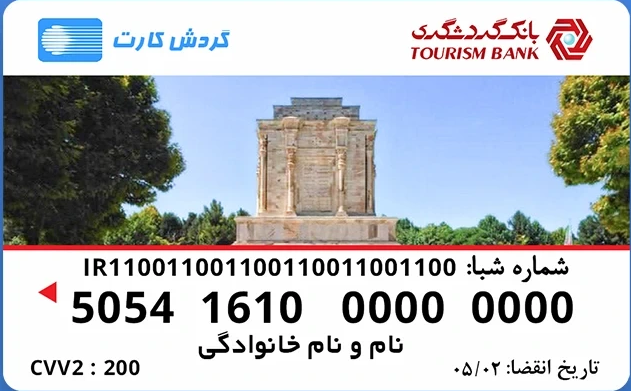 گردش کارت
بانک گردشگری
TOURISM BANK
شماره شبا: IR110011001100110011001100
5054 1610 0000 0000
نام و نام خانوادگی
CVV2 : 200
تاریخ انقضا: ۰۵/۰۲